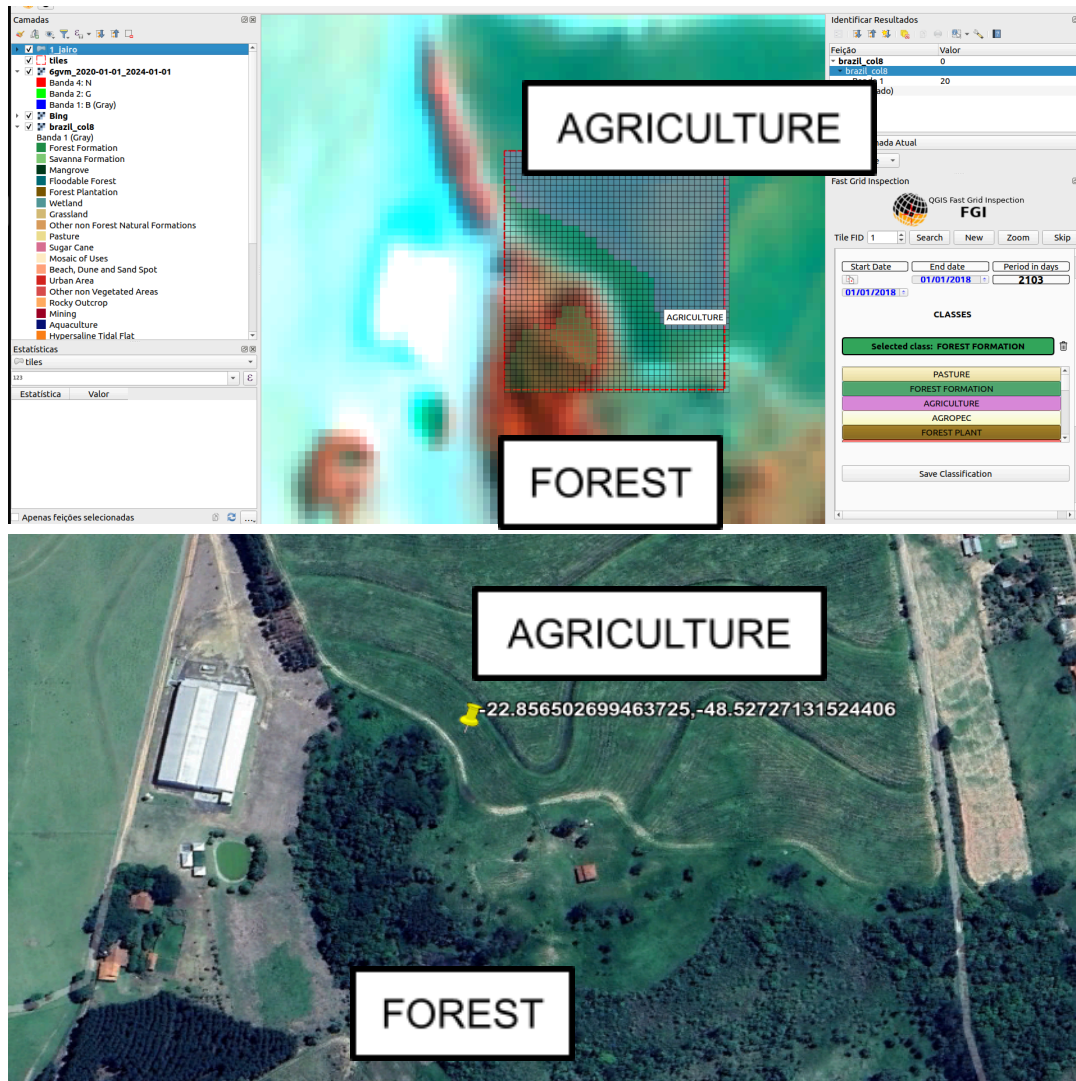 Camadas
1_jairo
tiles
6gvm_2020-01-01_2024-01-01
Banda 4: N
Banda 2: G
Banda 1: B (Gray)
Bing
brazil_col8
Banda 1 (Gray)
Forest Formation
Savanna Formation
Mangrove
Floodable Forest
Forest Plantation
Wetland
Grassland
Other non Forest Natural Formations
Pasture
Sugar Cane
Mosaic of Uses
Beach, Dune and Sand Spot
Urban Area
Other non Vegetated Areas
Rocky Outcrop
Mining
Aquaculture
Hypersaline Tidal Flat
Estatísticas
tiles
123
ε
Estatística Valor
Apenas feições selecionadas
AGRICULTURE
AGRICULTURE
FOREST
Identificar Resultados
Feição Valor
brazil_col8 0
brazil_col8
20
ado)
nada Atual
Fast Grid Inspection
QGIS Fast Grid Inspection
FGI
Tile FID 1 Search New Zoom Skip
Start Date End date Period in days
01/01/2018 2103
01/01/2018
CLASSES
Selected class: FOREST FORMATION
PASTURE
FOREST FORMATION
AGRICULTURE
AGROPEC
FOREST PLANT
Save Classification
AGRICULTURE
-22.856502699463725,-48.52727131524406
FOREST